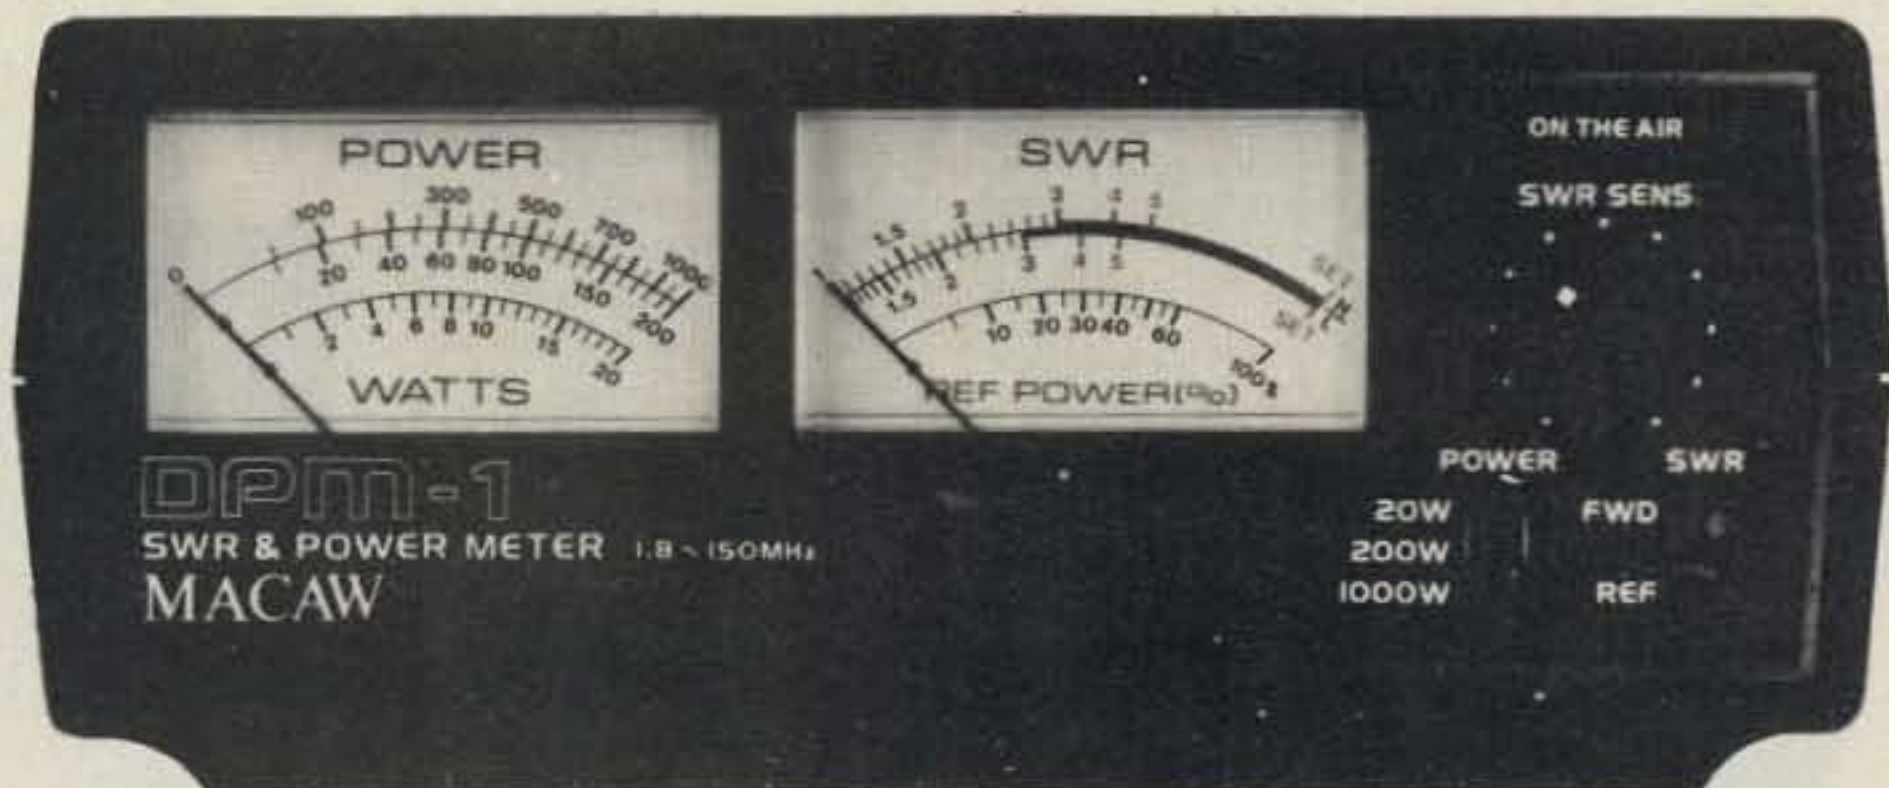 POWER
100 300 500 700
0 20 40 60 80 100 150 200
2 4 6 8 10 15 20
WATTS
SWR
1.5 2 3
1.5 2 3 4 5
SET
SET
10 20 30 40 60 100%
REF POWER(%)
ON THE AIR
SWR SENS.
DPM-1
SWR & POWER METER 1.8~150MHz
MACAW
POWER SWR
20W FWD
200W
1000W REF